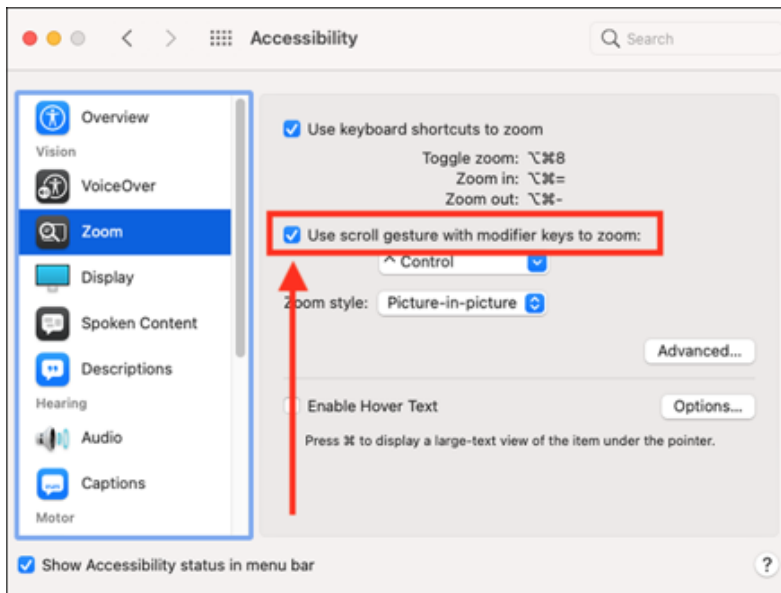 Accessibility
Search
Overview
Vision
VoiceOver
Zoom
Display
Spoken Content
Descriptions
Hearing
Audio
Captions
Motor
Use keyboard shortcuts to zoom
Toggle zoom: ⌥⌘8
Zoom in: ⌥⌘=
Zoom out: ⌥⌘-
Use scroll gesture with modifier keys to zoom:
^ Control
Zoom style: Picture-in-picture
Advanced...
Enable Hover Text
Options...
Press ⌘ to display a large-text view of the item under the pointer.
Show Accessibility status in menu bar
?